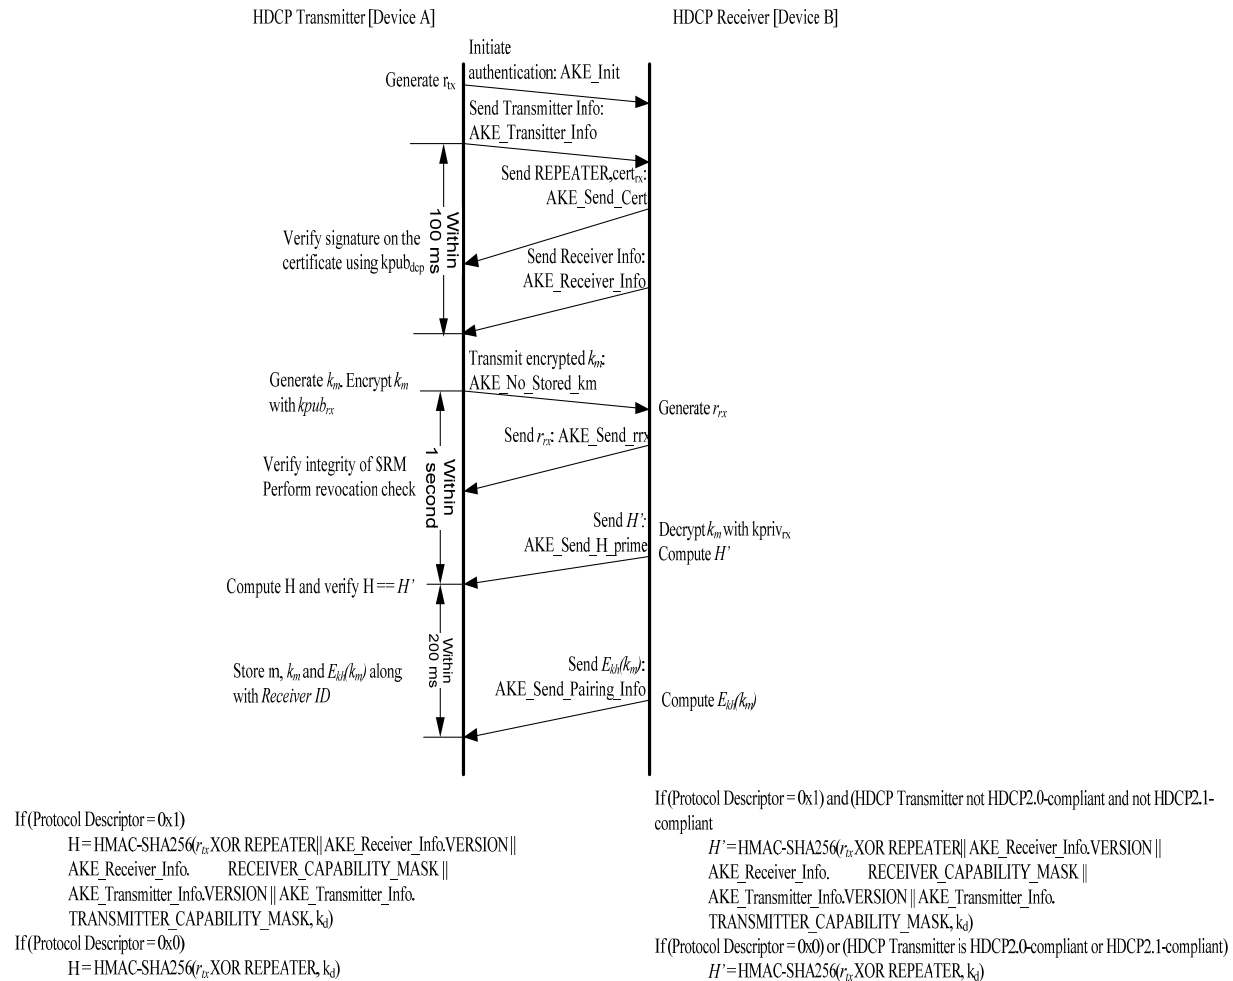 HDCP Transmitter [Device A]
HDCP Receiver [Device B]
Initiate
authentication: AKE_Init
Generate rtx
Send Transmitter Info:
AKE_Transitter_Info
Send REPEATER,certrx:
AKE_Send_Cert
Within
100 ms
Verify signature on the
certificate using kpubdcp
Send Receiver Info:
AKE_Receiver_Info
Transmit encrypted km:
AKE_No_Stored_km
Generate km. Encrypt km
with kpubrx
Generate rrx
Send rrx: AKE_Send_rrx
Within
1 second
Verify integrity of SRM
Perform revocation check
Send H':
AKE_Send_H_prime
Decrypt km with kprivrx
Compute H'
Compute H and verify H == H'
Within
200 ms
Send Ekh(km):
AKE_Send_Pairing_Info
Store m, km and Ekh(km) along
with Receiver ID
Compute Ekh(km)
If (Protocol Descriptor = 0x1)
H = HMAC-SHA256(rtx XOR REPEATER|| AKE_Receiver_Info.VERSION ||
AKE_Receiver_Info. RECEIVER_CAPABILITY_MASK ||
AKE_Transmitter_Info.VERSION || AKE_Transmitter_Info.
TRANSMITTER_CAPABILITY_MASK, kd)
If (Protocol Descriptor = 0x0)
H = HMAC-SHA256(rtx XOR REPEATER, kd)
If (Protocol Descriptor = 0x1) and (HDCP Transmitter not HDCP2.0-compliant and not HDCP2.1-
compliant
H' = HMAC-SHA256(rtx XOR REPEATER|| AKE_Receiver_Info.VERSION ||
AKE_Receiver_Info. RECEIVER_CAPABILITY_MASK ||
AKE_Transmitter_Info.VERSION || AKE_Transmitter_Info.
TRANSMITTER_CAPABILITY_MASK, kd)
If (Protocol Descriptor = 0x0) or (HDCP Transmitter is HDCP2.0-compliant or HDCP2.1-compliant)
H' = HMAC-SHA256(rtx XOR REPEATER, kd)